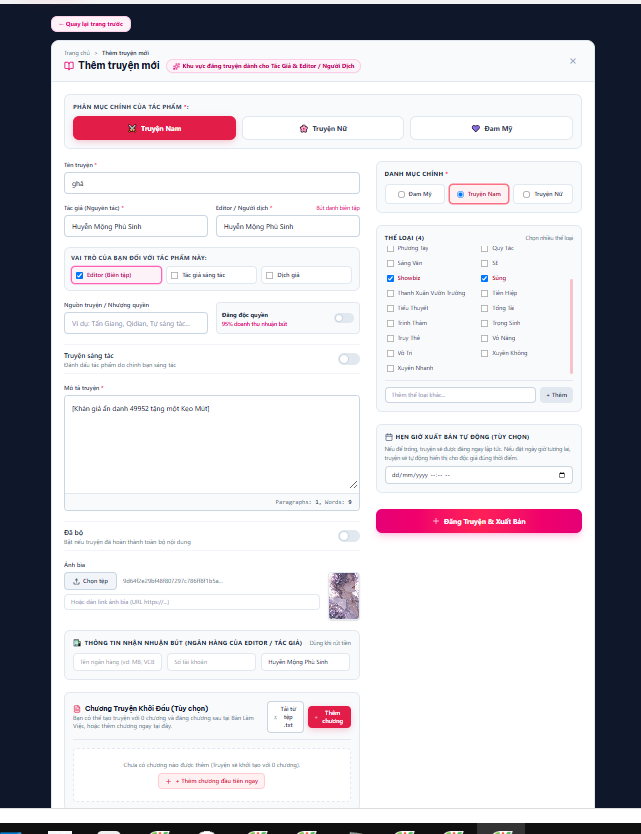 ← Quay lại trang trước
Trang chủ > Thêm truyện mới
Thêm truyện mới
Khu vực đăng truyện dành cho Tác Giả & Editor / Người Dịch
×
PHÂN MỤC CHÍNH CỦA TÁC PHẨM *:
Truyện Nam
Truyện Nữ
Đam Mỹ
Tên truyện *
ghâ
Tác giả (Nguyên tác) *
Editor / Người dịch *
Bút danh biên tập
Huyễn Mộng Phù Sinh
Huyễn Mộng Phù Sinh
VAI TRÒ CỦA BẠN ĐỐI VỚI TÁC PHẨM NÀY:
Editor (Biên tập)
Tác giả sáng tác
Dịch giả
Nguồn truyện / Nhượng quyền
Ví dụ: Tấn Giang, Qidian, Tự sáng tác...
Đăng độc quyền
95% doanh thu nhuận bút
Truyện sáng tác
Đánh dấu tác phẩm do chính bạn sáng tác
Mô tả truyện *
[Khán giả ẩn danh 49952 tặng một Kẹo Mút]
Paragraphs: 1, Words: 9
Đã bộ
Bật nếu truyện đã hoàn thành toàn bộ nội dung
Ảnh bìa
Chọn tệp
Hoặc dán link ảnh bìa (URL https://...)
THÔNG TIN NHẬN NHUẬN BÚT (NGÂN HÀNG CỦA EDITOR / TÁC GIẢ)
Dùng khi rút tiền
Tên ngân hàng (vd: MB, VCB
Số tài khoản
Huyễn Mộng Phù Sinh
Chương Truyện Khởi Đầu (Tùy chọn)
Bạn có thể tạo truyện với 0 chương và đăng chương sau tại Bàn Làm
Việc, hoặc thêm chương ngay tại đây.
Tải từ
tệp
.txt
+ Thêm
chương
Chưa có chương nào được thêm (Truyện sẽ khởi tạo với 0 chương).
+ + Thêm chương đầu tiên ngay
DANH MỤC CHÍNH *
Đam Mỹ
Truyện Nam
Truyện Nữ
THỂ LOẠI (4)
Chọn nhiều thể loại
Phương Tây
Quy Tắc
Sảng Văn
SE
Showbiz
Sủng
Thanh Xuân Vườn Trường
Tiên Hiệp
Tiểu Thuyết
Tổng Tài
Trinh Thám
Trọng Sinh
Truy Thê
Vô Năng
Vô Tri
Xuyên Không
Xuyên Nhanh
Thêm thể loại khác...
+ Thêm
HẸN GIỜ XUẤT BẢN TỰ ĐỘNG (TÙY CHỌN)
Nếu để trống, truyện sẽ được đăng ngay lập tức. Nếu đặt ngày giờ tương lai,
truyện sẽ tự động hiển thị cho độc giả đúng thời điểm.
dd/mm/yyyy --:-- --
+ Đăng Truyện & Xuất Bản